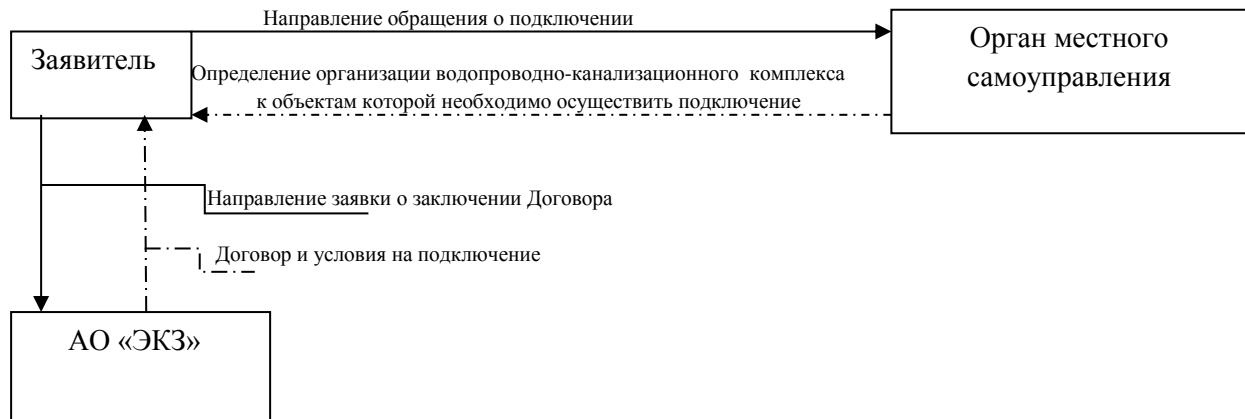 Направление обращения о подключении
Заявитель
Орган местного
самоуправления
Определение организации водопроводно-канализационного комплекса
к объектам которой необходимо осуществить подключение
Направление заявки о заключении Договора
Договор и условия на подключение
АО «ЭКЗ»